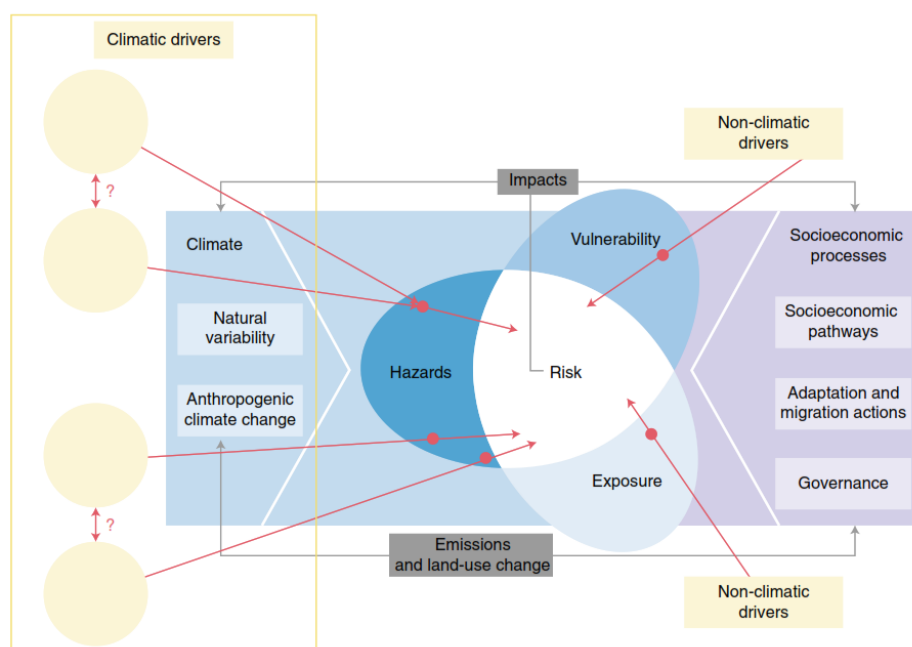 Climatic drivers
Non-climatic
drivers
Impacts
?
Climate
Vulnerability
Socioeconomic
processes
Natural
variability
Socioeconomic
pathways
Hazards
Risk
Anthropogenic
climate change
Adaptation and
migration actions
Exposure
Governance
?
Emissions
and land-use change
Non-climatic
drivers